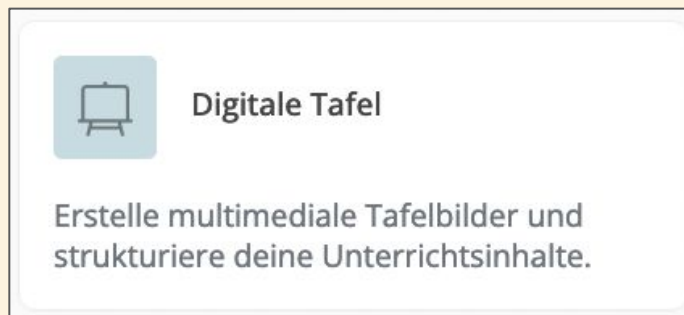 Digitale Tafel
Erstelle multimediale Tafelbilder und
strukturiere deine Unterrichtsinhalte.